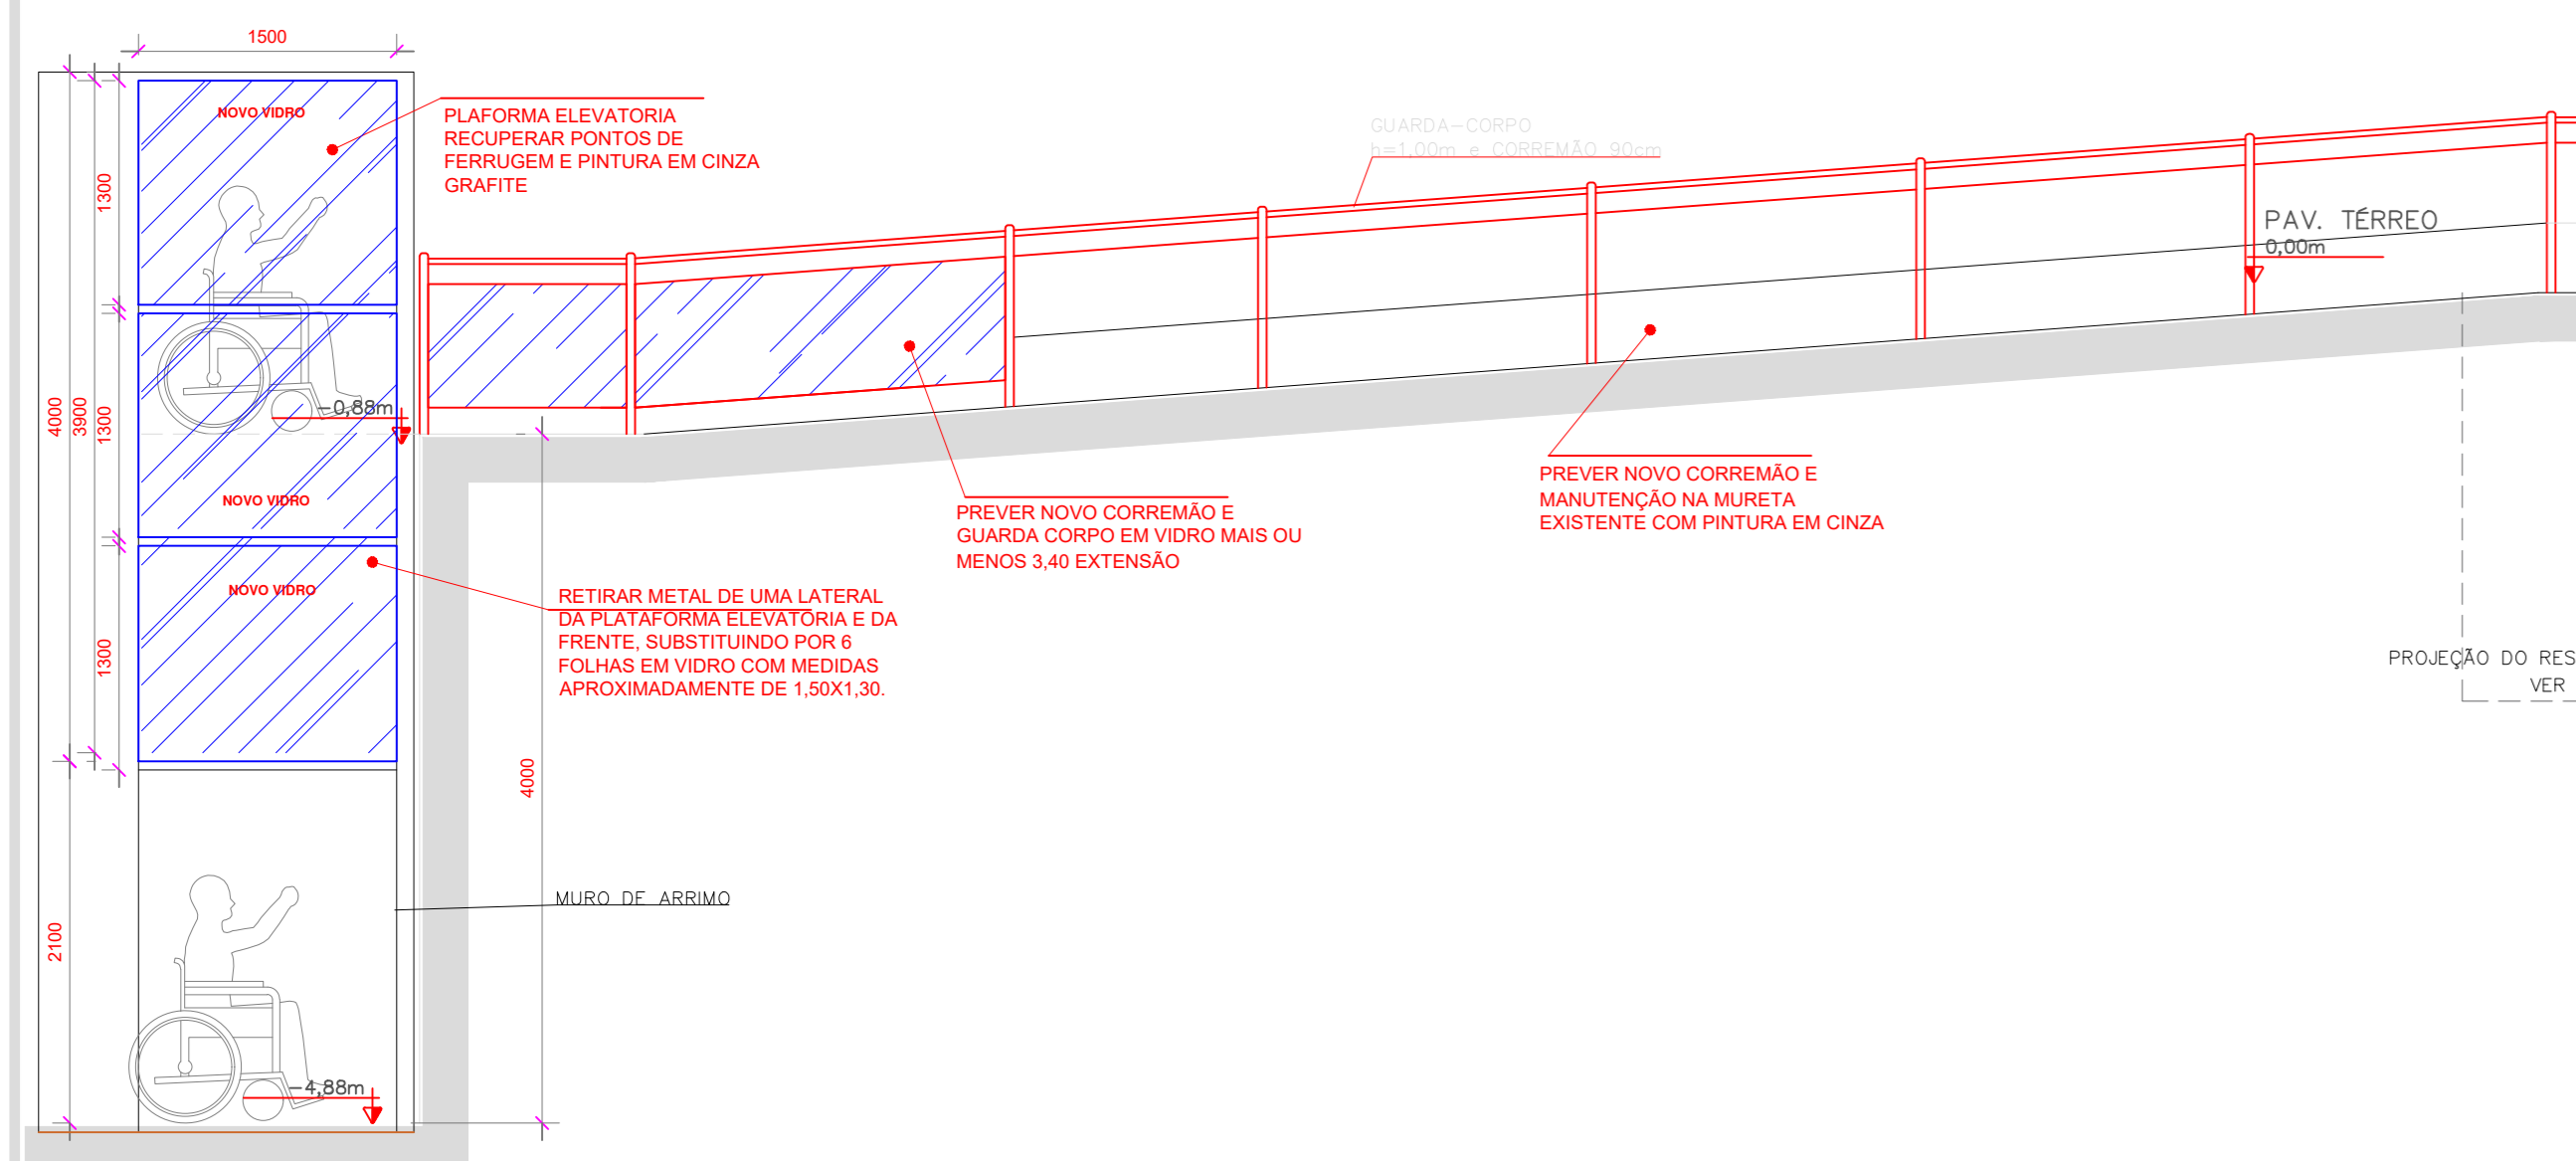 1500
NOVO VIDRO
PLAFORMA ELEVATORIA
RECUPERAR PONTOS DE
FERRUGEM E PINTURA EM CINZA
GRAFITE
GUARDA-CORPO
h=1,00m e CORREMÃO 90cm
1300
PAV. TÉRREO
0,00m
4000
3900
1300
-0,88m
NOVO VIDRO
PREVER NOVO CORREMÃO E
GUARDA CORPO EM VIDRO MAIS OU
MENOS 3,40 EXTENSÃO
PREVER NOVO CORREMÃO E
MANUTENÇÃO NA MURETA
EXISTENTE COM PINTURA EM CINZA
NOVO VIDRO
RETIRAR METAL DE UMA LATERAL
DA PLATAFORMA ELEVATÓRIA E DA
FRENTE, SUBSTITUINDO POR 6
FOLHAS EM VIDRO COM MEDIDAS
APROXIMADAMENTE DE 1,50X1,30.
1300
PROJEÇÃO DO RES
VER
4000
MURO DE ARRIMO
2100
-4,88m